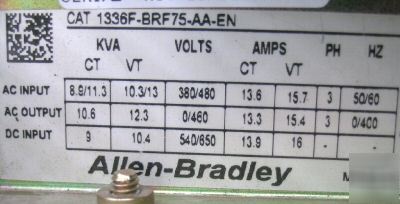 CAT 1336F-BRF75-AA-EN
KVA VOLTS AMPS PH HZ
CT VT CT VT
AC INPUT 8.9/11.3 10.3/13 380/480 13.6 15.7 3 50/60
AC OUTPUT 10.6 12.3 0/460 13.3 15.4 3 0/400
DC INPUT 9 10.4 540/650 13.9 16 - -
Allen-Bradley